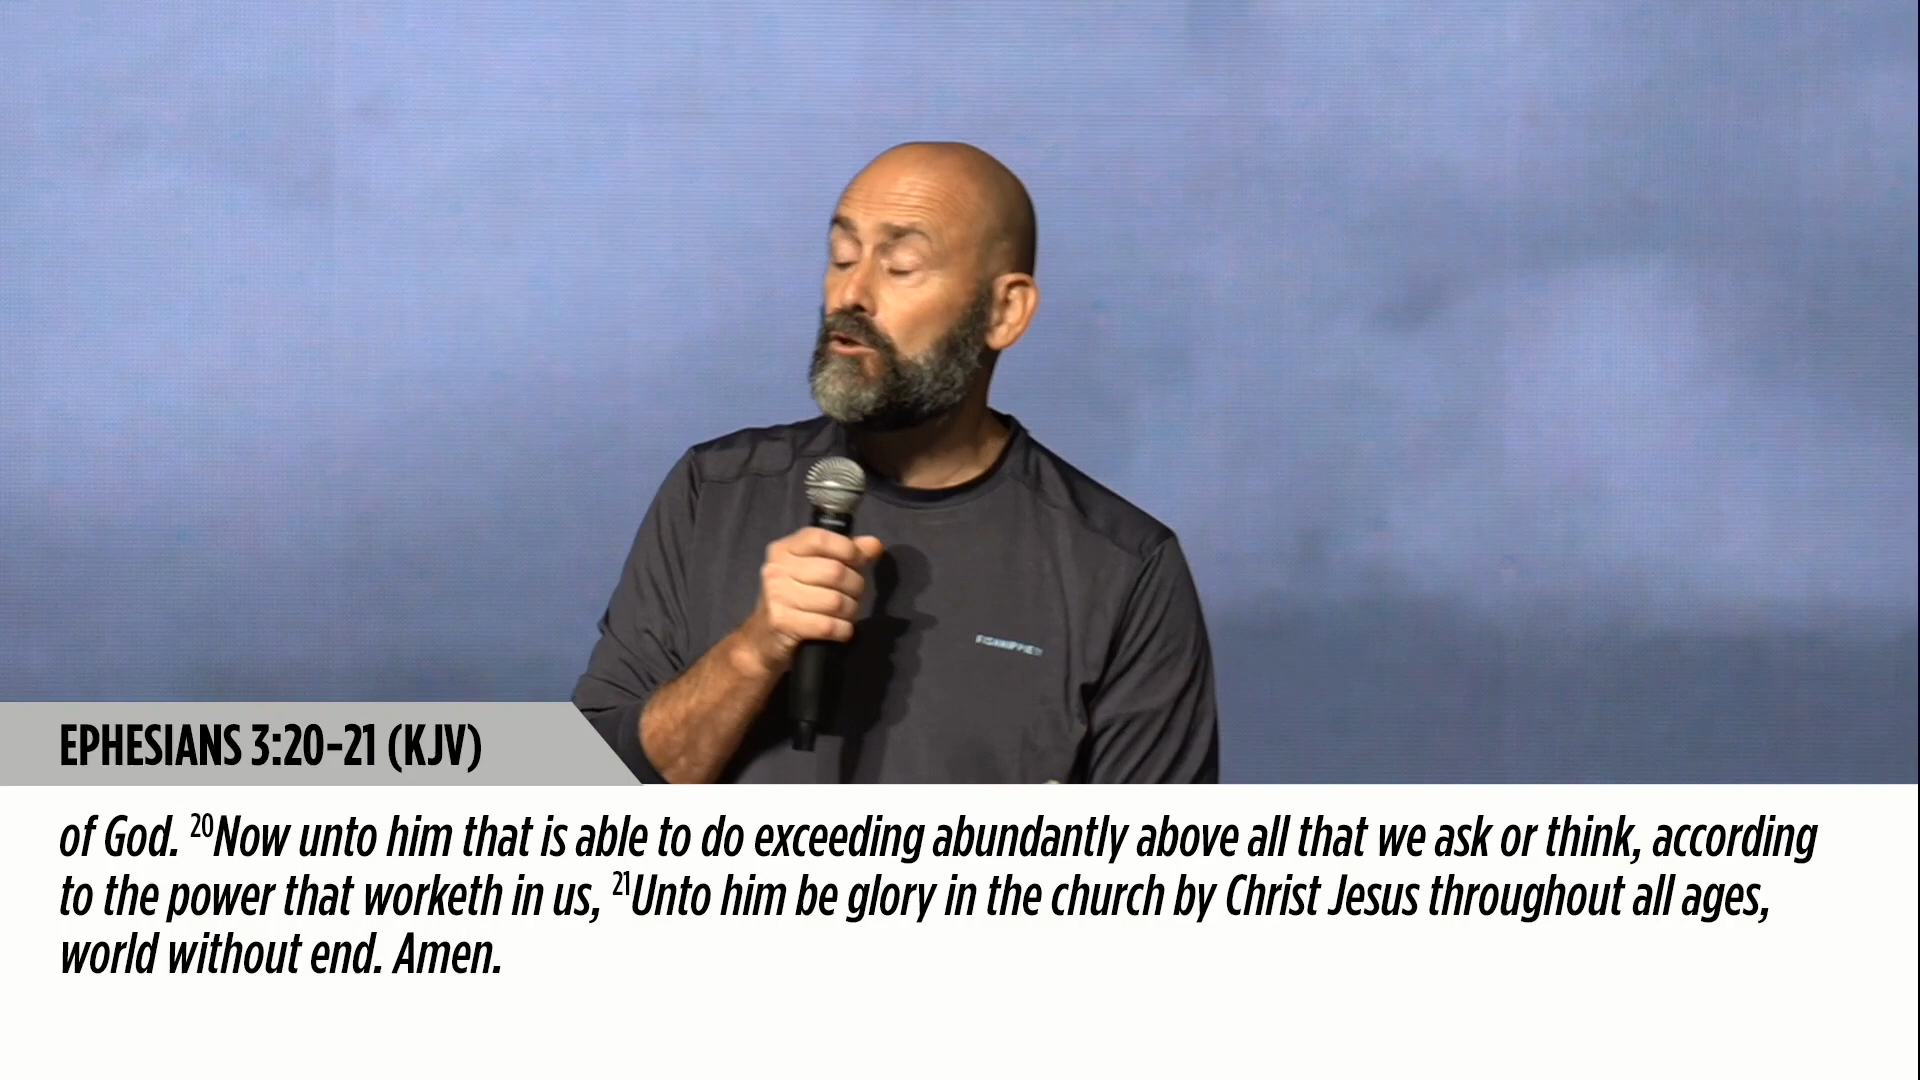 FISHHIPPIE
EPHESIANS 3:20-21 (KJV)
of God. 20Now unto him that is able to do exceeding abundantly above all that we ask or think, according
to the power that worketh in us, 21Unto him be glory in the church by Christ Jesus throughout all ages,
world without end. Amen.